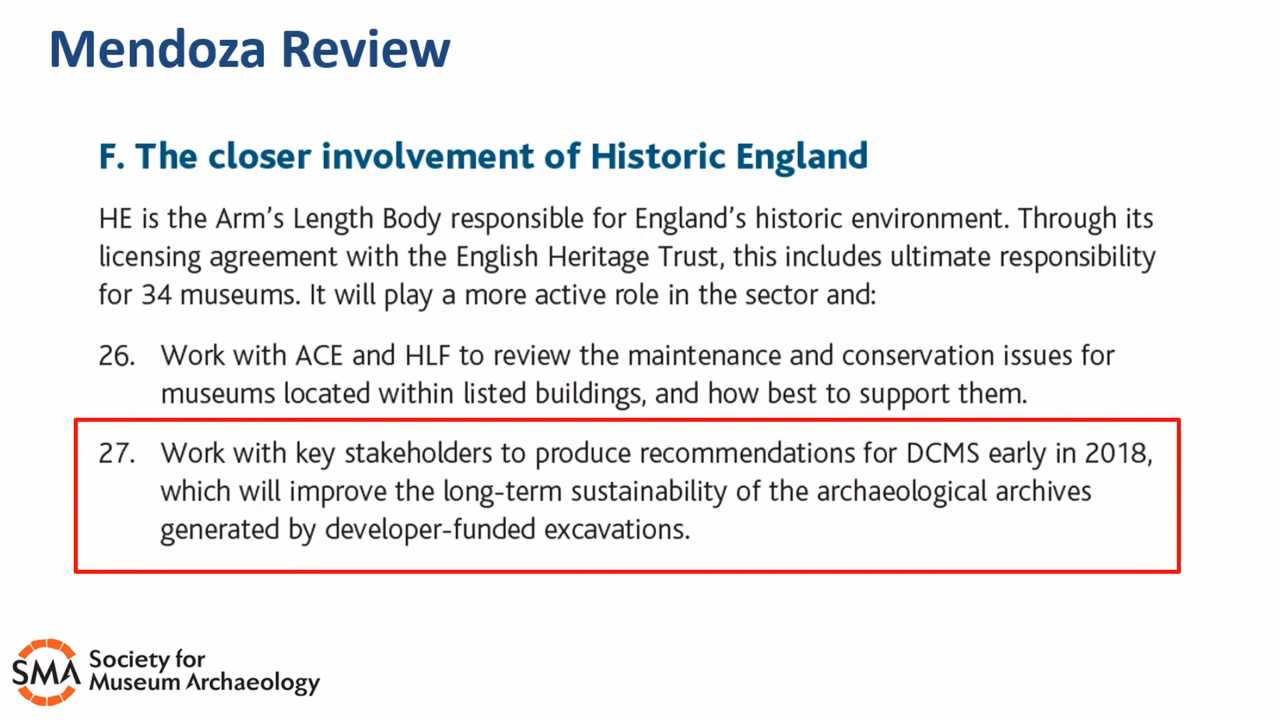 Mendoza Review
F. The closer involvement of Historic England
HE is the Arm’s Length Body responsible for England’s historic environment. Through its
licensing agreement with the English Heritage Trust, this includes ultimate responsibility
for 34 museums. It will play a more active role in the sector and:
26. Work with ACE and HLF to review the maintenance and conservation issues for
museums located within listed buildings, and how best to support them.
27. Work with key stakeholders to produce recommendations for DCMS early in 2018,
which will improve the long-term sustainability of the archaeological archives
generated by developer-funded excavations.
SMA
Society for
Museum Archaeology